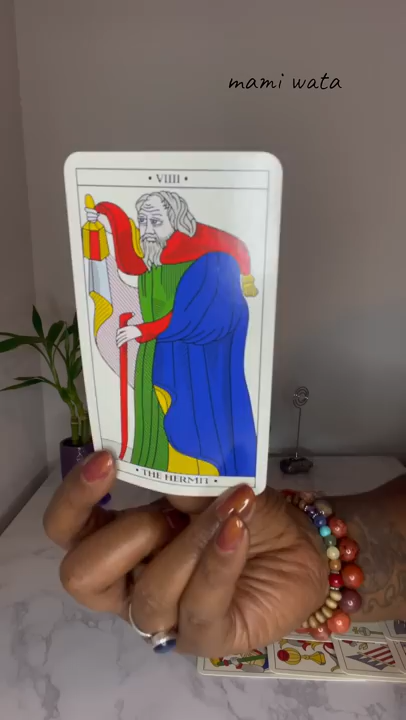 mami wata
• VIIII •
• THE HERMIT •